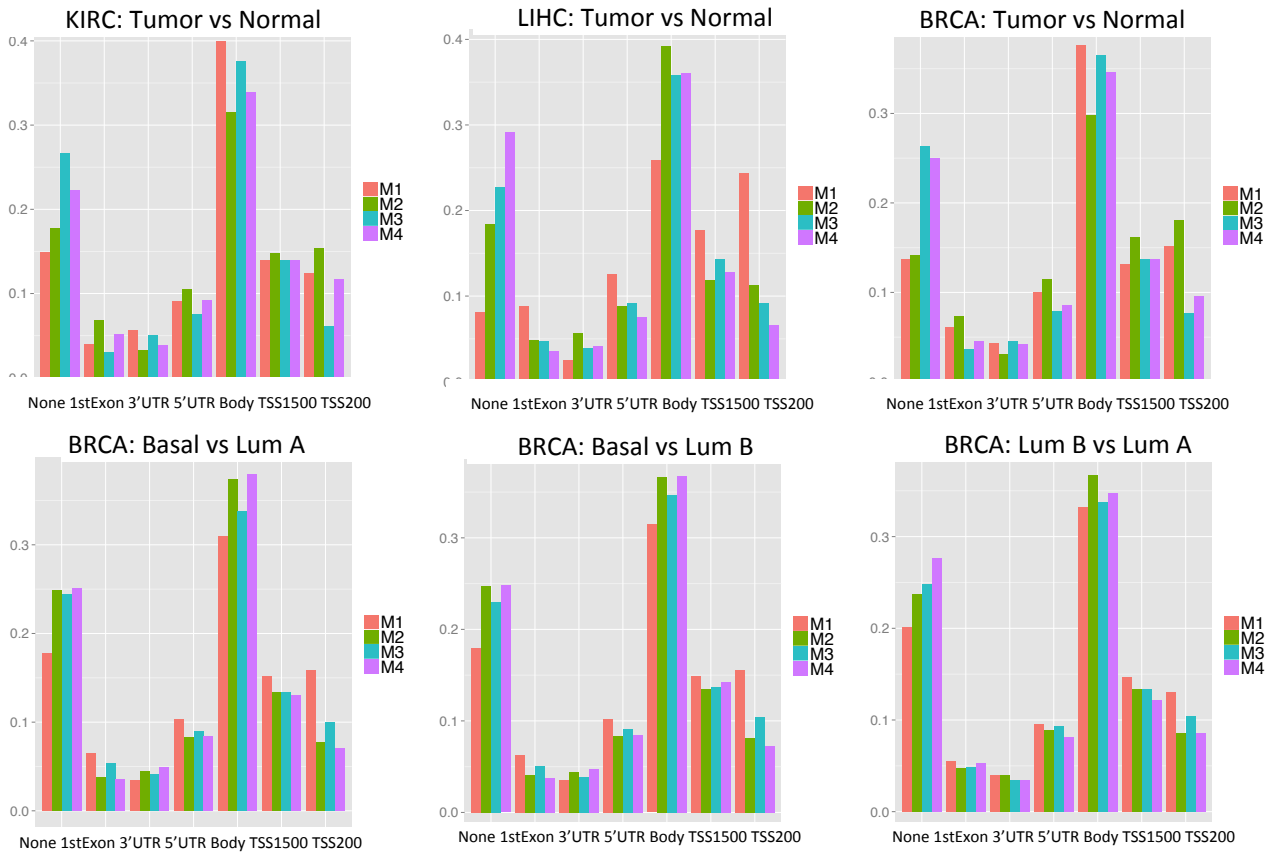 KIRC: Tumor vs Normal
0.4
0.3
0.2
0.1
0.0
M1
M2
M3
M4
None 1stExon 3’UTR 5’UTR Body TSS1500 TSS200
LIHC: Tumor vs Normal
0.4
0.3
0.2
0.1
M1
M2
M3
M4
None 1stExon 3’UTR 5’UTR Body TSS1500 TSS200
BRCA: Tumor vs Normal
0.3
0.2
0.1
M1
M2
M3
M4
None 1stExon 3’UTR 5’UTR Body TSS1500 TSS200
BRCA: Basal vs Lum A
0.3
0.2
0.1
0.0
M1
M2
M3
M4
None 1stExon 3’UTR 5’UTR Body TSS1500 TSS200
BRCA: Basal vs Lum B
0.3
0.2
0.1
0.0
M1
M2
M3
M4
None 1stExon 3’UTR 5’UTR Body TSS1500 TSS200
BRCA: Lum B vs Lum A
0.3
0.2
0.1
0.0
M1
M2
M3
M4
None 1stExon 3’UTR 5’UTR Body TSS1500 TSS200